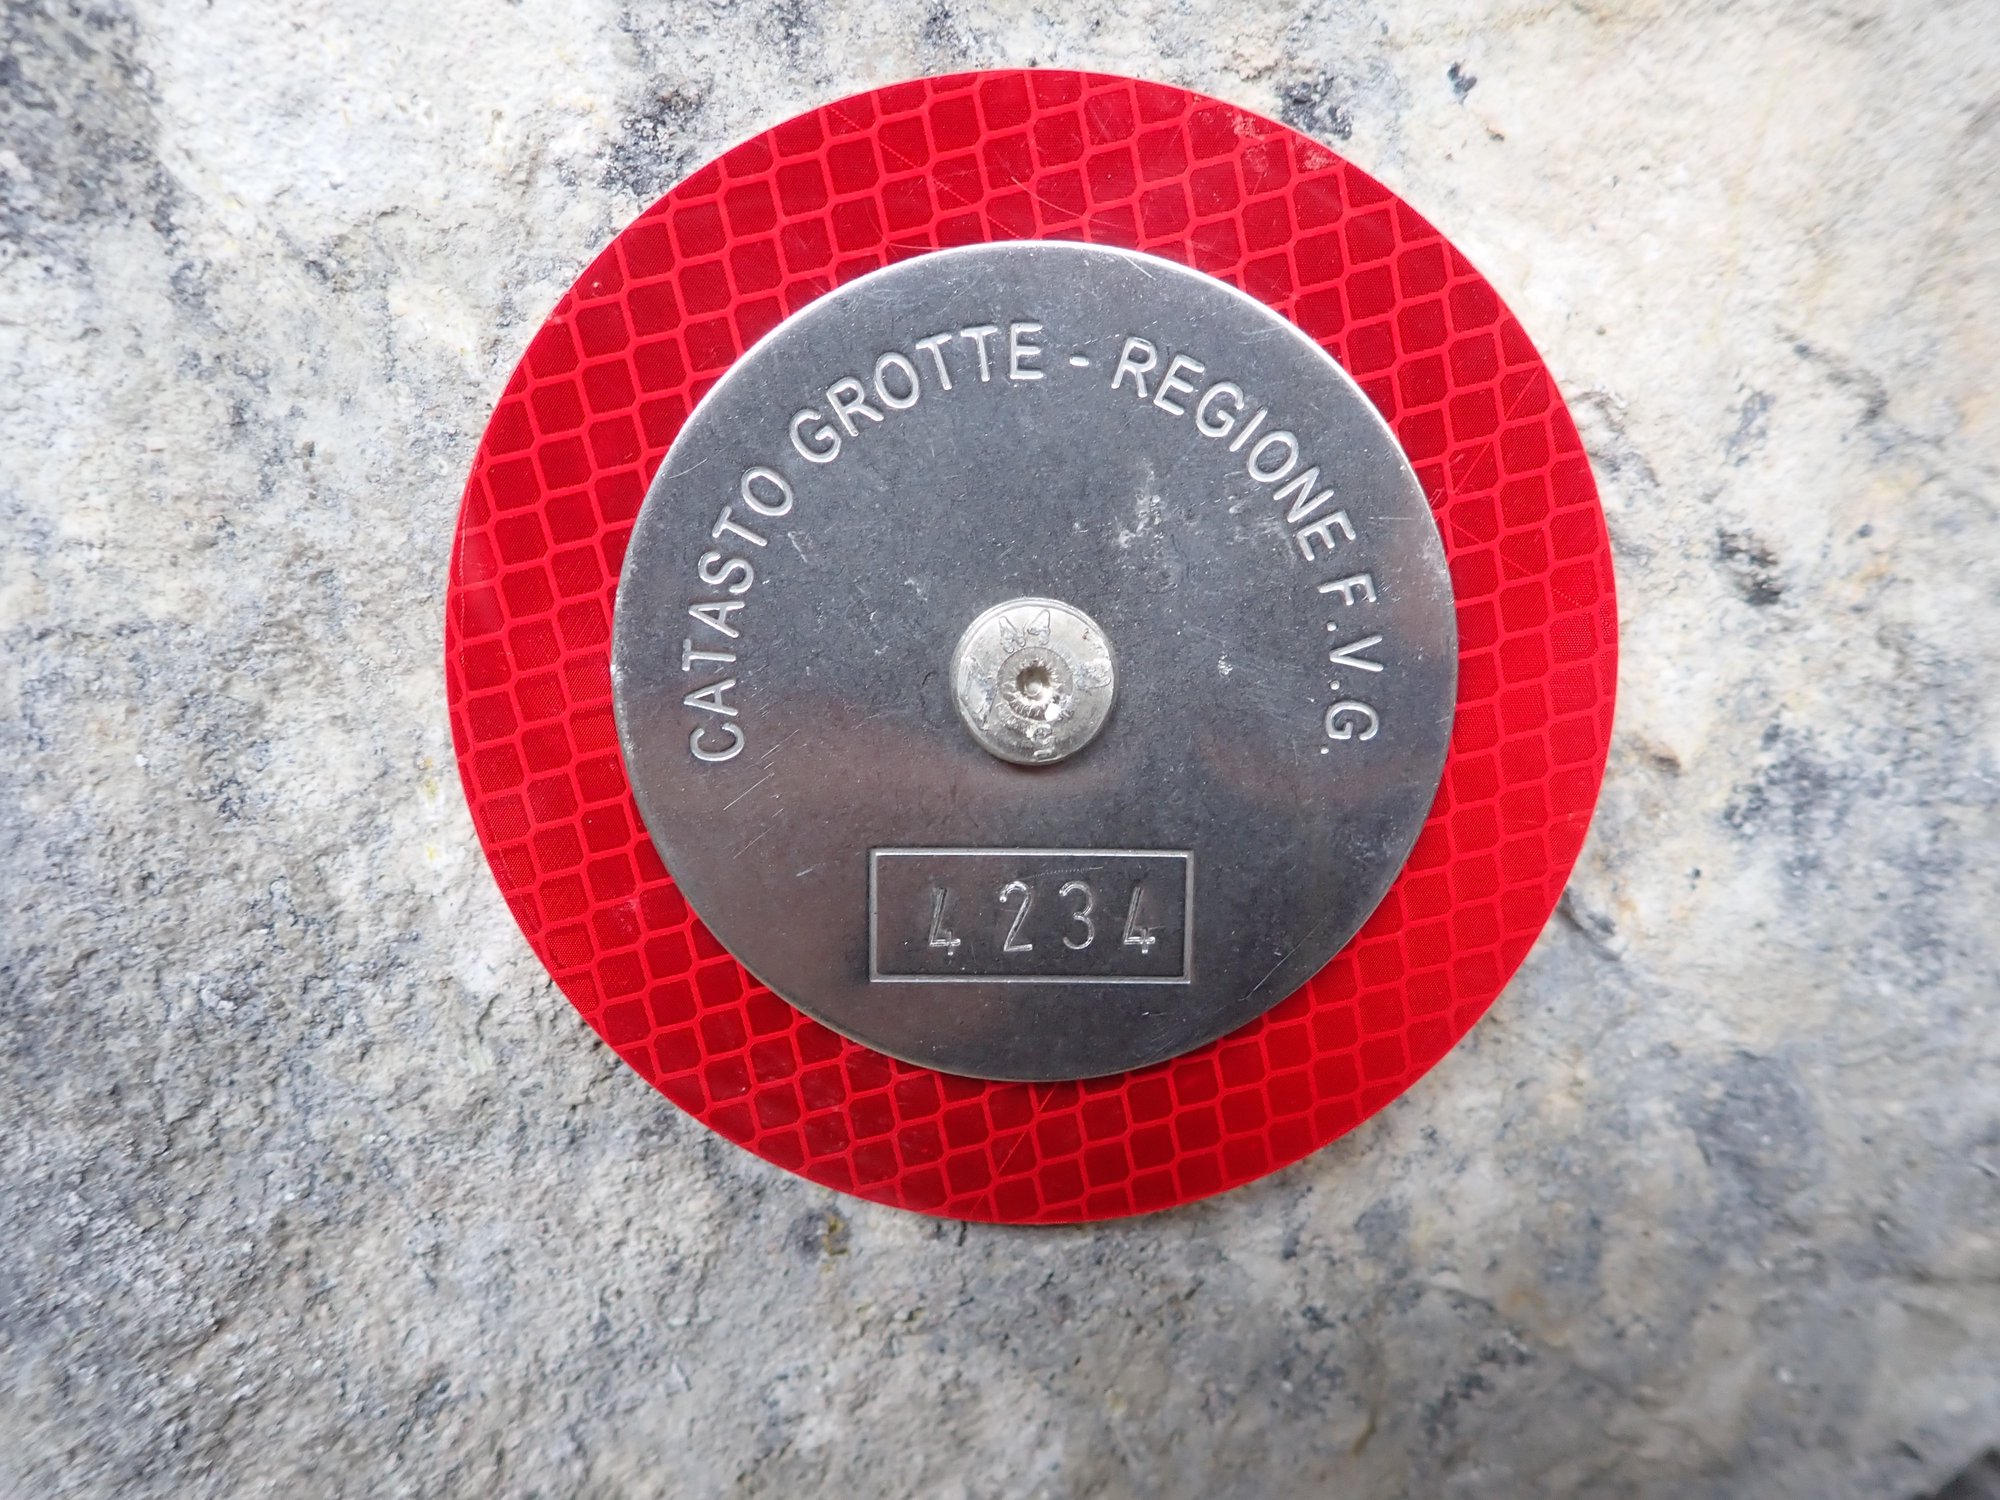 CATASTO GROTTE - REGIONE F.V.G.
4234